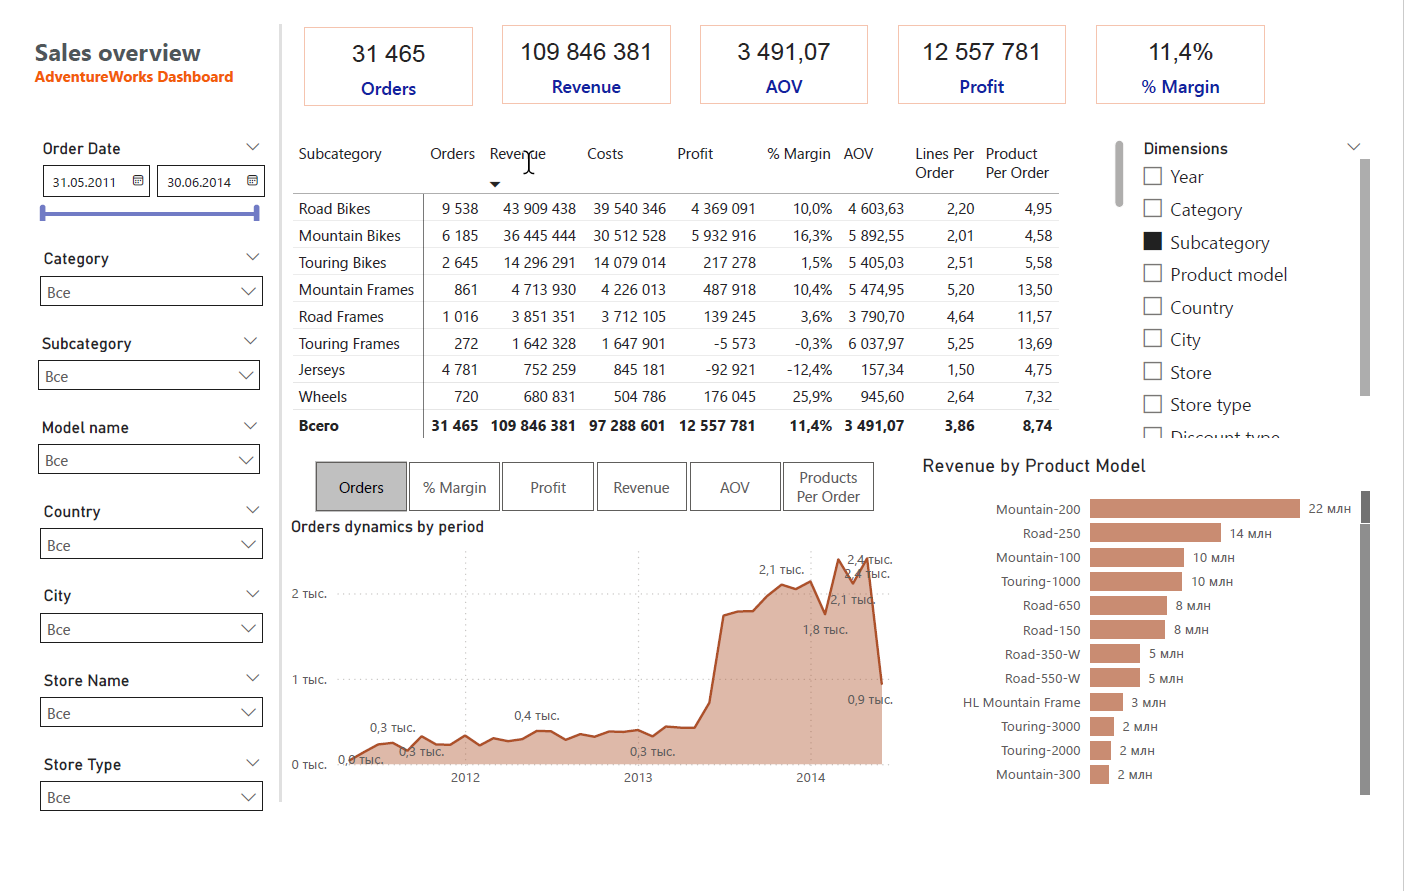 Sales overview
AdventureWorks Dashboard
31 465
Orders
109 846 381
Revenue
3 491,07
AOV
12 557 781
Profit
11,4%
% Margin
Order Date
31.05.2011
30.06.2014
Category
Все
Subcategory
Все
Model name
Все
Country
Все
City
Все
Store Name
Все
Store Type
Все
Subcategory Orders Revenue Costs Profit % Margin AOV Lines Per Order Product Per Order
Road Bikes 9 538 43 909 438 39 540 346 4 369 091 10,0% 4 603,63 2,20 4,95
Mountain Bikes 6 185 36 445 444 30 512 528 5 932 916 16,3% 5 892,55 2,01 4,58
Touring Bikes 2 645 14 296 291 14 079 014 217 278 1,5% 5 405,03 2,51 5,58
Mountain Frames 861 4 713 930 4 226 013 487 918 10,4% 5 474,95 5,20 13,50
Road Frames 1 016 3 851 351 3 712 105 139 245 3,6% 3 790,70 4,64 11,57
Touring Frames 272 1 642 328 1 647 901 -5 573 -0,3% 6 037,97 5,25 13,69
Jerseys 4 781 752 259 845 181 -92 921 -12,4% 157,34 1,50 4,75
Wheels 720 680 831 504 786 176 045 25,9% 945,60 2,64 7,32
Всего 31 465 109 846 381 97 288 601 12 557 781 11,4% 3 491,07 3,86 8,74
Dimensions
Year
Category
Subcategory
Product model
Country
City
Store
Store type
Discount type
Orders
% Margin
Profit
Revenue
AOV
Products
Per Order
Orders dynamics by period
2 тыс.
1 тыс.
0 тыс.
0,0 тыс.
0,3 тыс.
0,3 тыс.
0,4 тыс.
0,3 тыс.
2,1 тыс.
1,8 тыс.
2,4 тыс.
2,4 тыс.
2,1 тыс.
0,9 тыс.
2012
2013
2014
Revenue by Product Model
Mountain-200 22 млн
Road-250 14 млн
Mountain-100 10 млн
Touring-1000 10 млн
Road-650 8 млн
Road-150 8 млн
Road-350-W 5 млн
Road-550-W 5 млн
HL Mountain Frame 3 млн
Touring-3000 2 млн
Touring-2000 2 млн
Mountain-300 2 млн